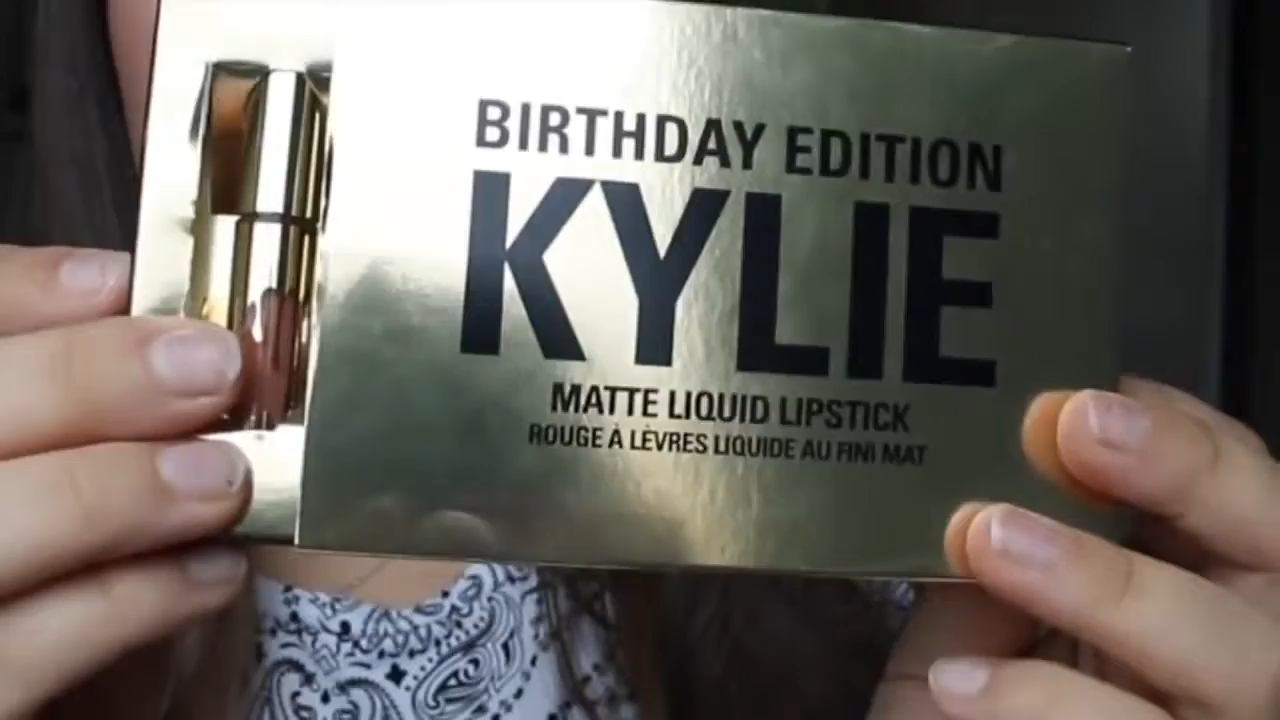 BIRTHDAY EDITION
KYLIE
MATTE LIQUID LIPSTICK
ROUGE À LÈVRES LIQUIDE AU FINI MAT